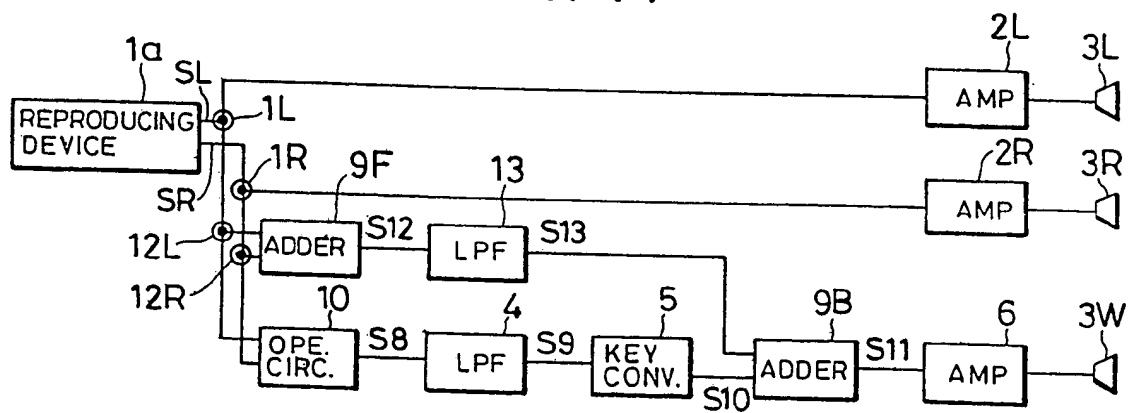 1a
SL
1L
REPRODUCING
DEVICE
SR
1R
12L
12R
9F
ADDER
S12
13
LPF
S13
2L
AMP
3L
2R
AMP
3R
10
OPE.
CIRC.
S8
4
LPF
S9
5
KEY
CONV.
S10
9B
ADDER
S11
6
AMP
3W